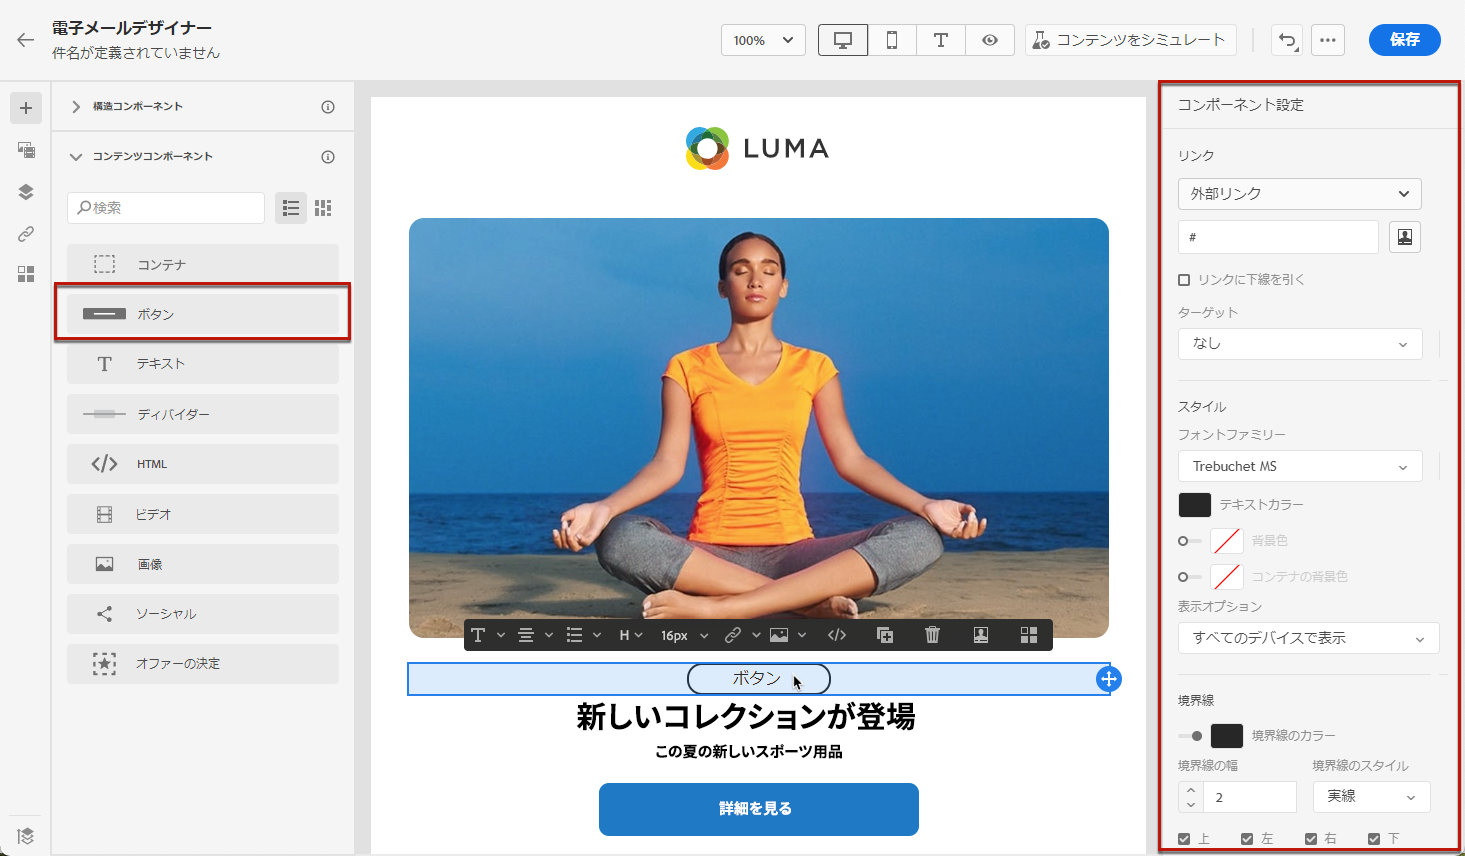 電子メールデザイナー
件名が定義されていません
100%
コンテンツをシミュレート
保存
構造コンポーネント
コンテンツコンポーネント
検索
コンテナ
ボタン
テキスト
ディバイダー
HTML
ビデオ
画像
ソーシャル
オファーの決定
LUMA
H
16px
ボタン
新しいコレクションが登場
この夏の新しいスポーツ用品
詳細を見る
コンポーネント設定
リンク
外部リンク
#
リンクに下線を引く
ターゲット
なし
スタイル
フォントファミリー
Trebuchet MS
テキストカラー
背景色
コンテナの背景色
表示オプション
すべてのデバイスで表示
境界線
境界線のカラー
境界線の幅 境界線のスタイル
2 実線
上 左 右 下